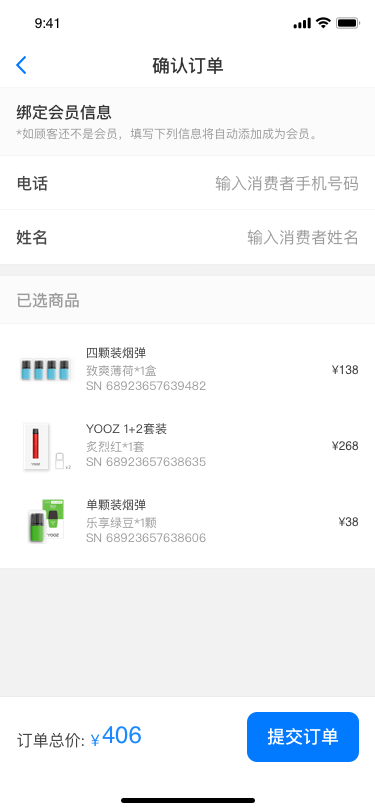 9:41
确认订单
绑定会员信息
*如顾客还不是会员，填写下列信息将自动添加成为会员。
电话 输入消费者手机号码
姓名 输入消费者姓名
已选商品
四颗装烟弹
致爽薄荷*1盒 ¥138
SN 68923657639482
YOOZ 1+2套装
炙烈红*1套 ¥268
SN 68923657638635
YOOZ
×2
单颗装烟弹
乐享绿豆*1颗 ¥38
SN 68923657638606
YOOZ
订单总价: ¥406
提交订单